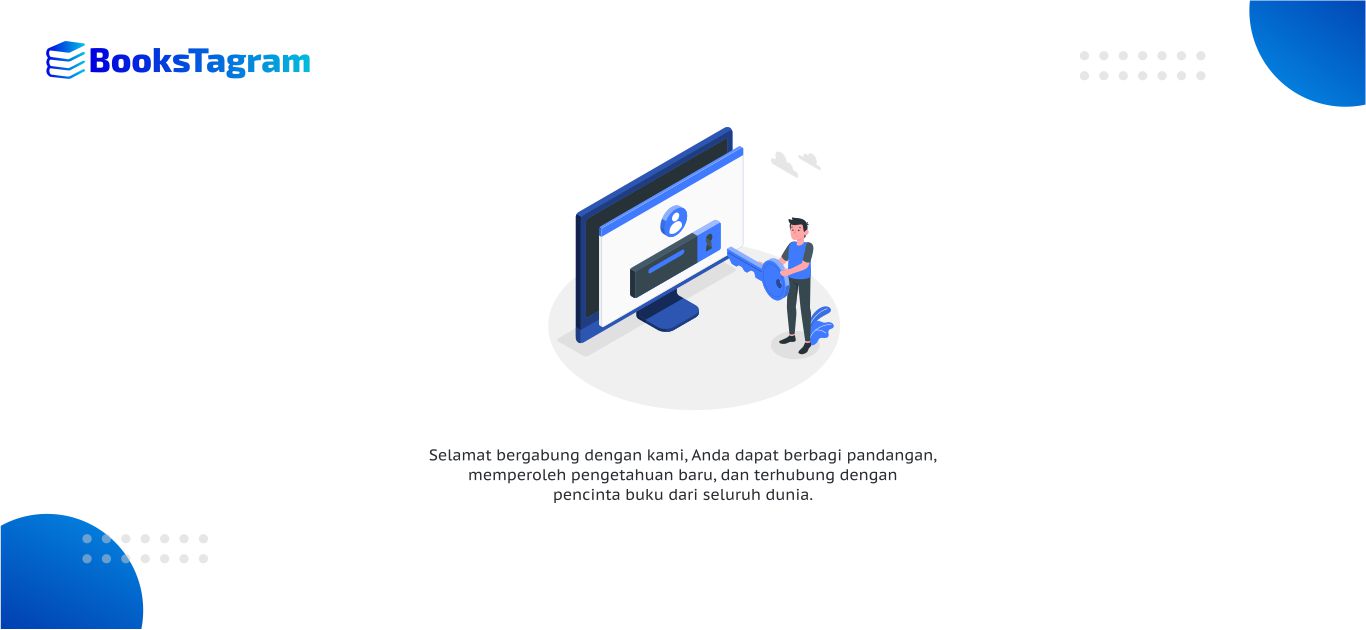 BooksTagram
Selamat bergabung dengan kami, Anda dapat berbagi pandangan,
memperoleh pengetahuan baru, dan terhubung dengan
pencinta buku dari seluruh dunia.